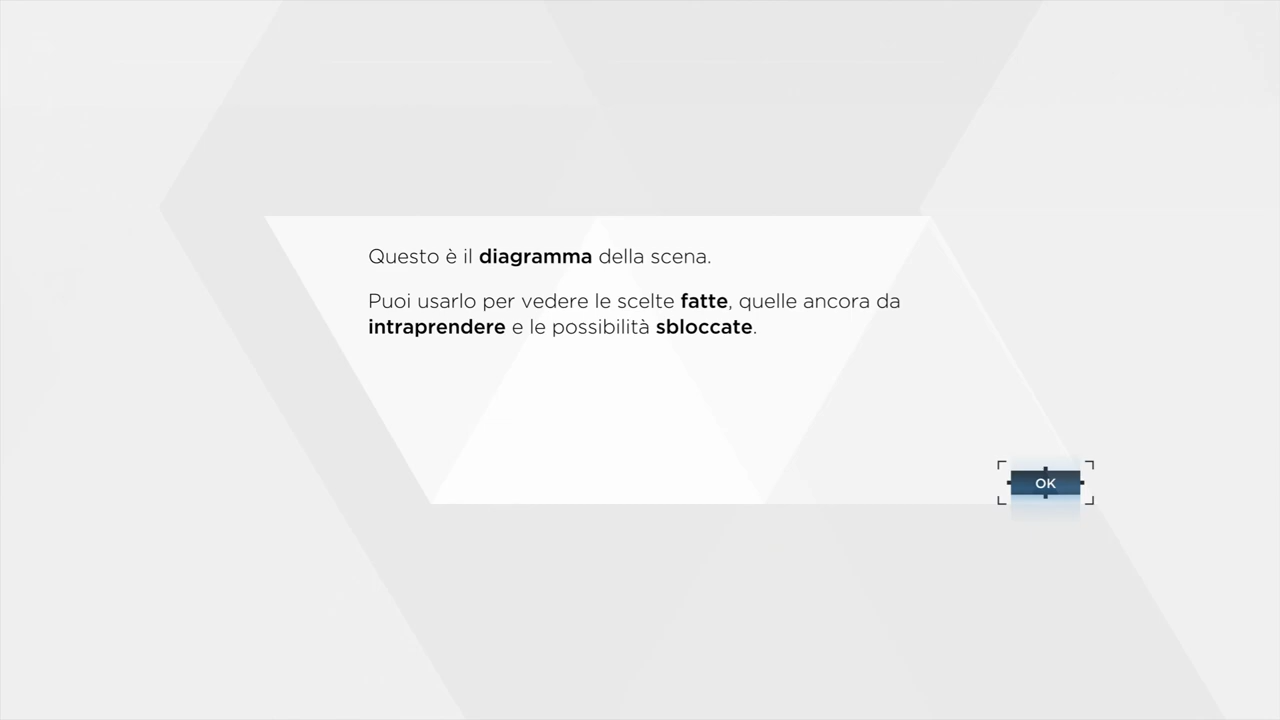 Questo è il diagramma della scena.
Puoi usarlo per vedere le scelte fatte, quelle ancora da
intraprendere e le possibilità sbloccate.
OK